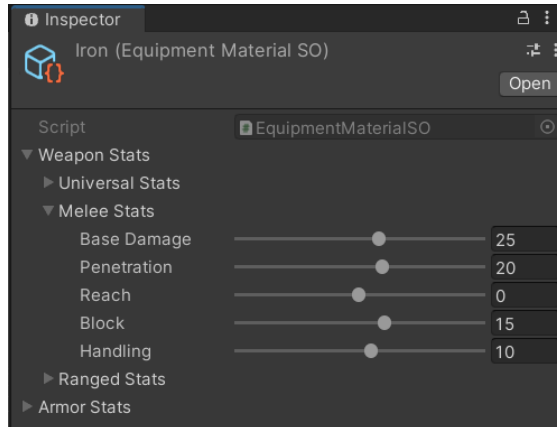 Inspector
Iron (Equipment Material SO)
Open
Script EquipmentMaterialSO
Weapon Stats
Universal Stats
Melee Stats
Base Damage 25
Penetration 20
Reach 0
Block 15
Handling 10
Ranged Stats
Armor Stats